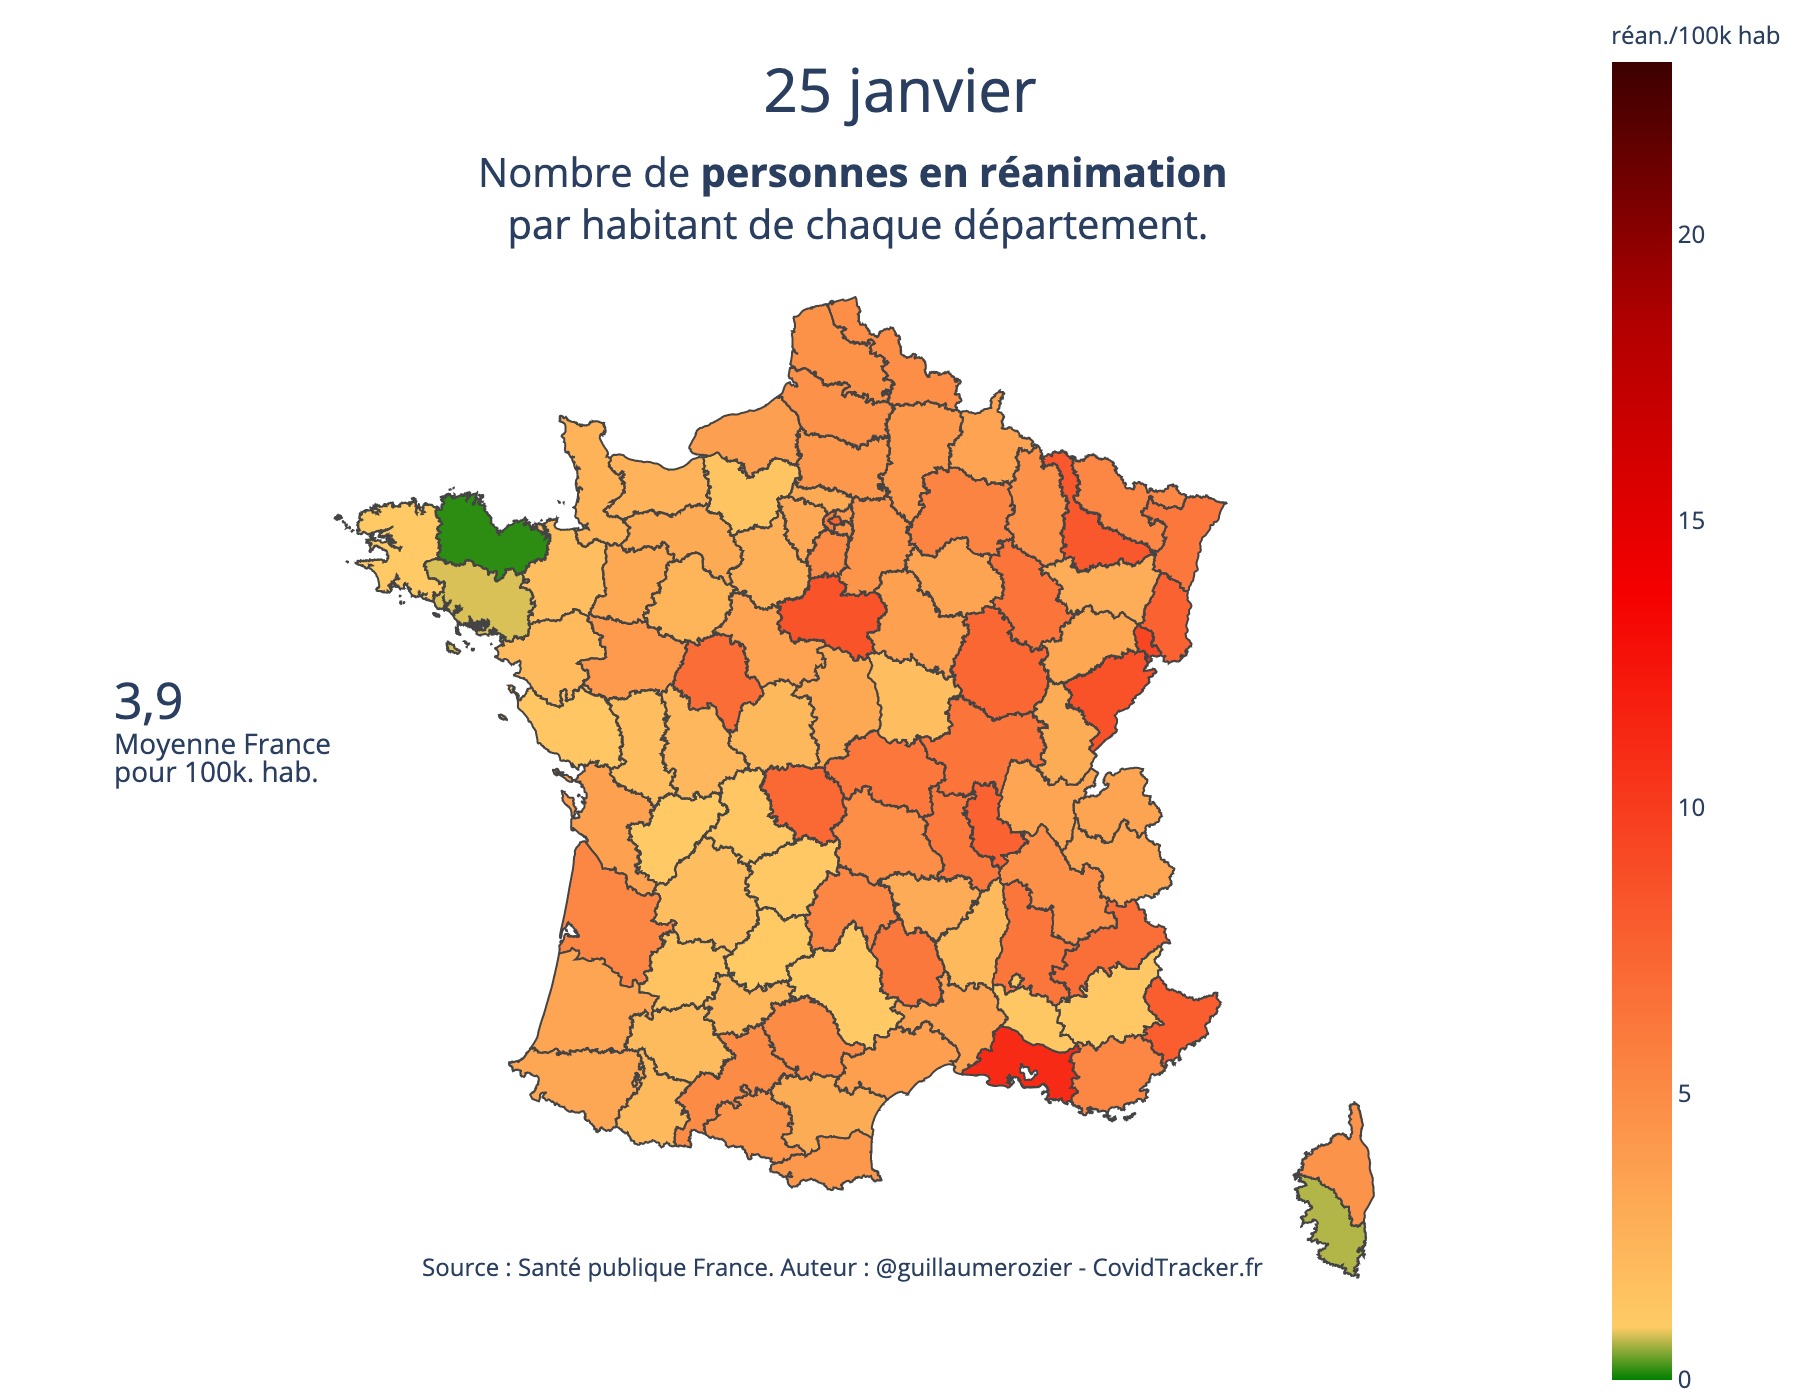 réan./100k hab
25 janvier
Nombre de personnes en réanimation
par habitant de chaque département.
20
15
3,9
Moyenne France
pour 100k. hab.
10
5
Source : Santé publique France. Auteur : @guillaumerozier - CovidTracker.fr
0